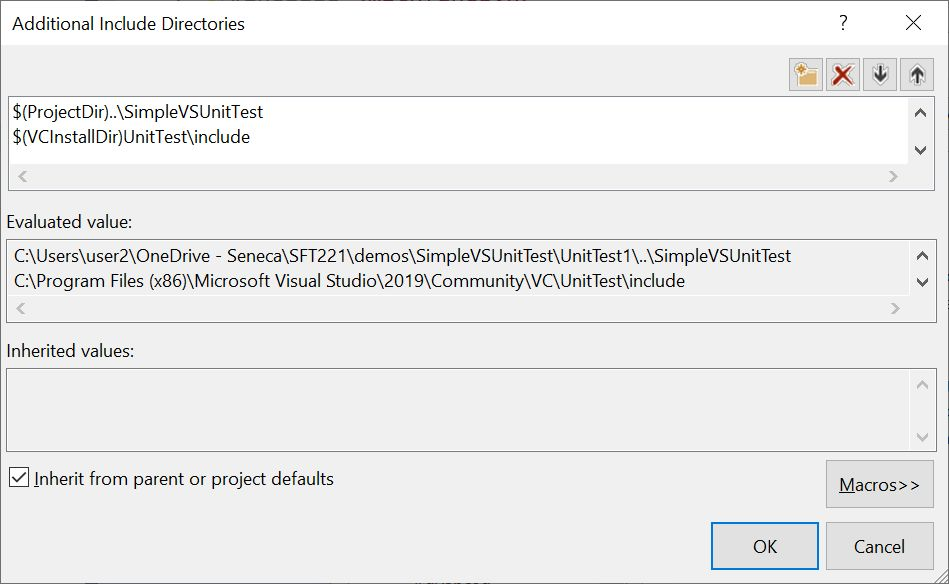 Additional Include Directories
?
$(ProjectDir)..\SimpleVSUnitTest
$(VCInstallDir)UnitTest\include
Evaluated value:
C:\Users\user2\OneDrive - Seneca\SFT221\demos\SimpleVSUnitTest\UnitTest1\..\SimpleVSUnitTest
C:\Program Files (x86)\Microsoft Visual Studio\2019\Community\VC\UnitTest\include
Inherited values:
Inherit from parent or project defaults
Macros>>
OK Cancel